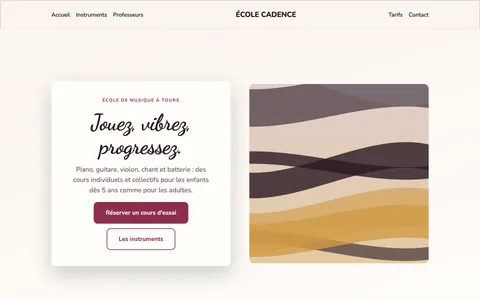 Accueil Instruments Professeurs ÉCOLE CADENCE Tarifs Contact
ÉCOLE DE MUSIQUE À TOURS
Jouez, vibrez,
progressez.
Piano, guitare, violon, chant et batterie : des
cours individuels et collectifs pour les enfants
dès 5 ans comme pour les adultes.
Réserver un cours d'essai
Les instruments